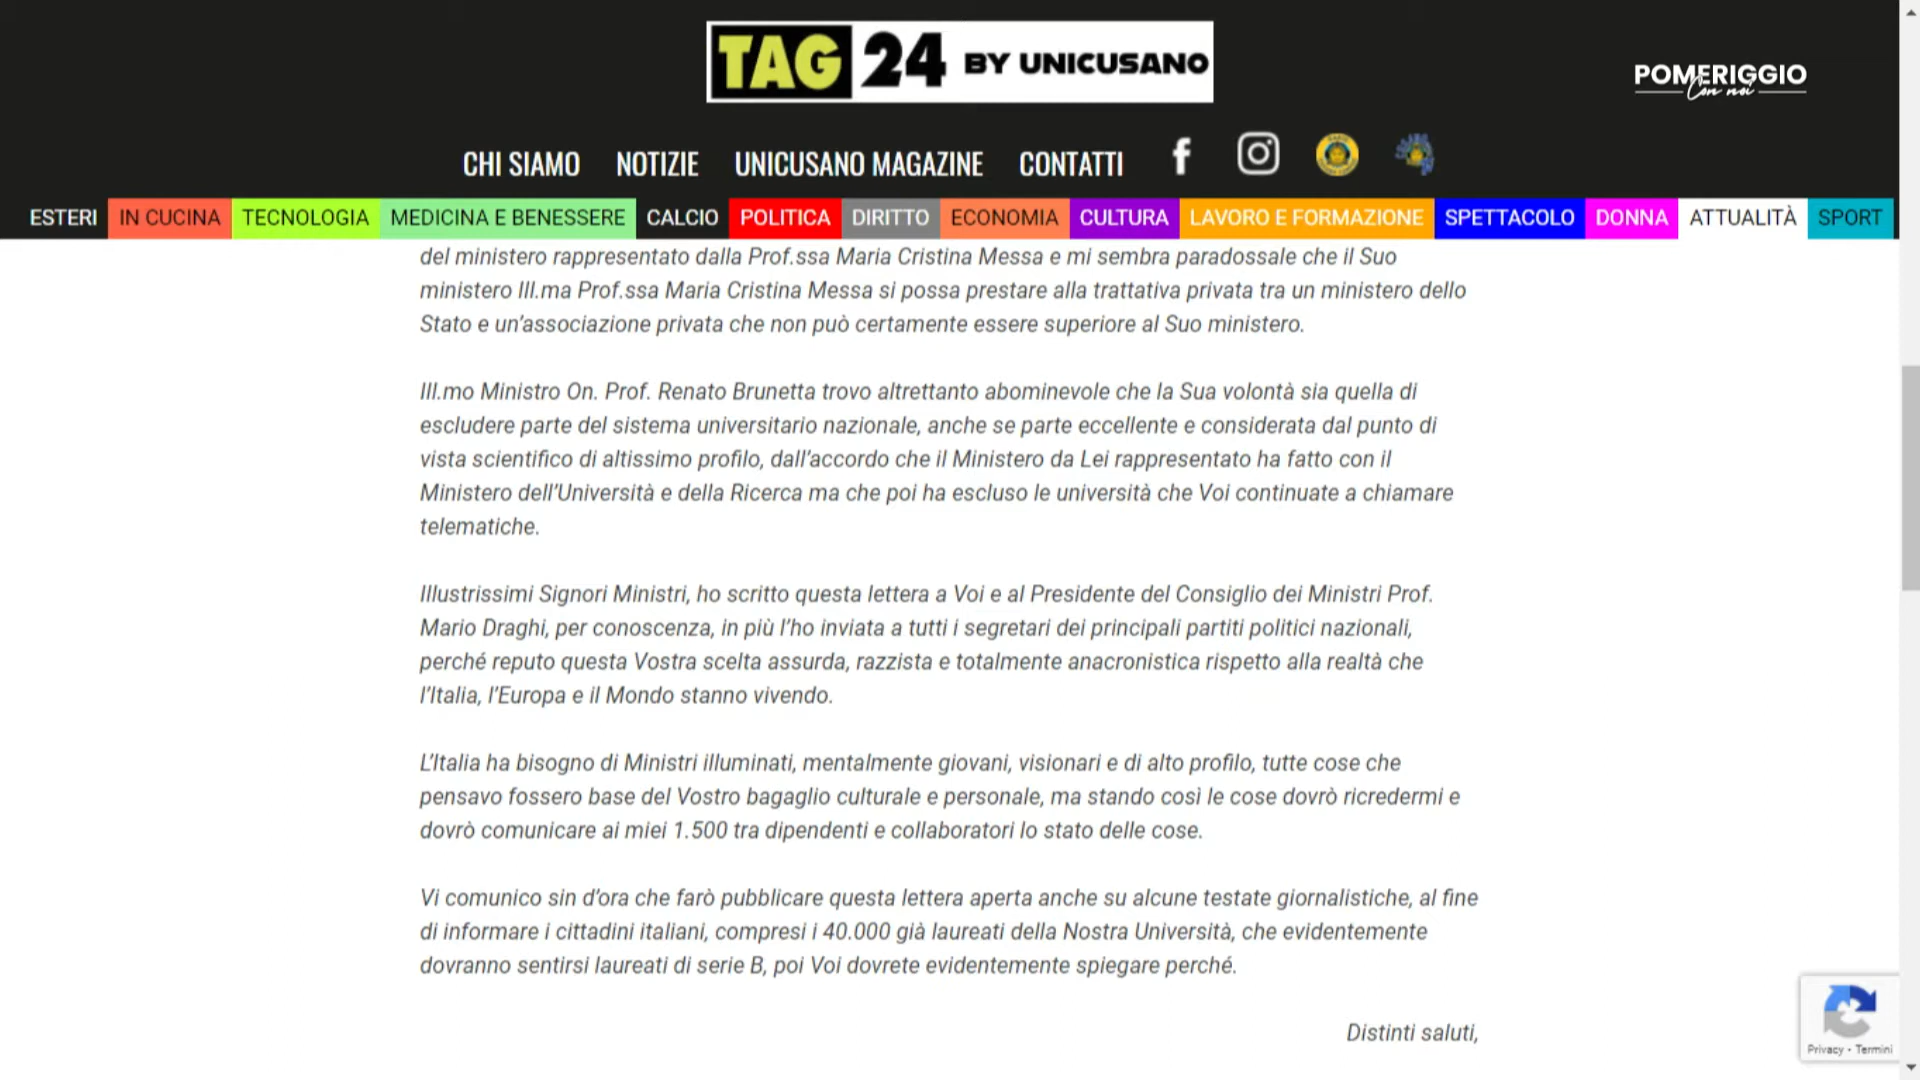 TAG 24 BY UNICUSANO
POMERIGGIO
Con noi
CHI SIAMO NOTIZIE UNICUSANO MAGAZINE CONTATTI
ESTERI IN CUCINA TECNOLOGIA MEDICINA E BENESSERE CALCIO POLITICA DIRITTO ECONOMIA CULTURA LAVORO E FORMAZIONE SPETTACOLO DONNA ATTUALITÀ SPORT
del ministero rappresentato dalla Prof.ssa Maria Cristina Messa e mi sembra paradossale che il Suo
ministero Ill.ma Prof.ssa Maria Cristina Messa si possa prestare alla trattativa privata tra un ministero dello
Stato e un’associazione privata che non può certamente essere superiore al Suo ministero.
Ill.mo Ministro On. Prof. Renato Brunetta trovo altrettanto abominevole che la Sua volontà sia quella di
escludere parte del sistema universitario nazionale, anche se parte eccellente e considerata dal punto di
vista scientifico di altissimo profilo, dall’accordo che il Ministero da Lei rappresentato ha fatto con il
Ministero dell’Università e della Ricerca ma che poi ha escluso le università che Voi continuate a chiamare
telematiche.
Illustrissimi Signori Ministri, ho scritto questa lettera a Voi e al Presidente del Consiglio dei Ministri Prof.
Mario Draghi, per conoscenza, in più l’ho inviata a tutti i segretari dei principali partiti politici nazionali,
perché reputo questa Vostra scelta assurda, razzista e totalmente anacronistica rispetto alla realtà che
l’Italia, l’Europa e il Mondo stanno vivendo.
L’Italia ha bisogno di Ministri illuminati, mentalmente giovani, visionari e di alto profilo, tutte cose che
pensavo fossero base del Vostro bagaglio culturale e personale, ma stando così le cose dovrò ricredermi e
dovrò comunicare ai miei 1.500 tra dipendenti e collaboratori lo stato delle cose.
Vi comunico sin d’ora che farò pubblicare questa lettera aperta anche su alcune testate giornalistiche, al fine
di informare i cittadini italiani, compresi i 40.000 già laureati della Nostra Università, che evidentemente
dovranno sentirsi laureati di serie B, poi Voi dovrete evidentemente spiegare perché.
Distinti saluti,
Privacy - Termini